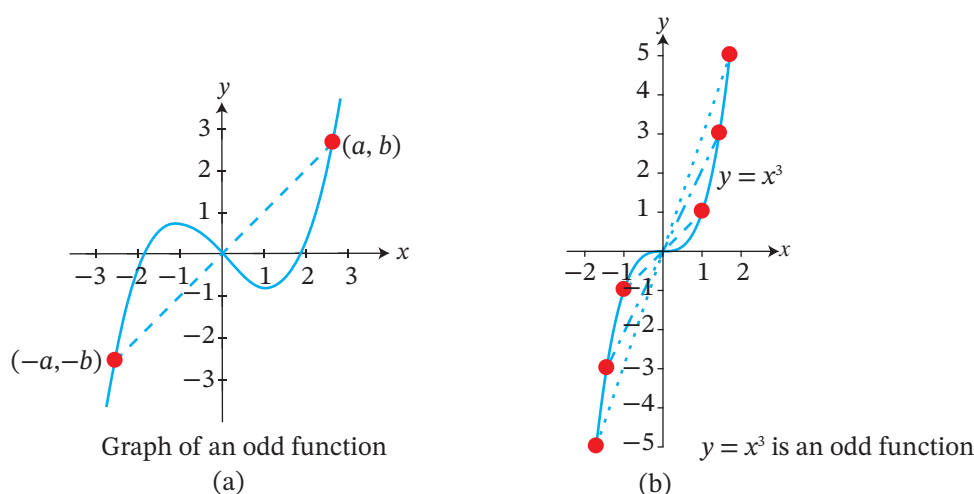 y
3
2
1
(a, b)
x
−3
−2
−1
1
2
3
−1
−2
−3
(−a,−b)
Graph of an odd function
(a)
y
5
4
3
2
1
y = x³
x
−2
−1
1
2
−1
−2
−3
−4
−5
y = x³ is an odd function
(b)